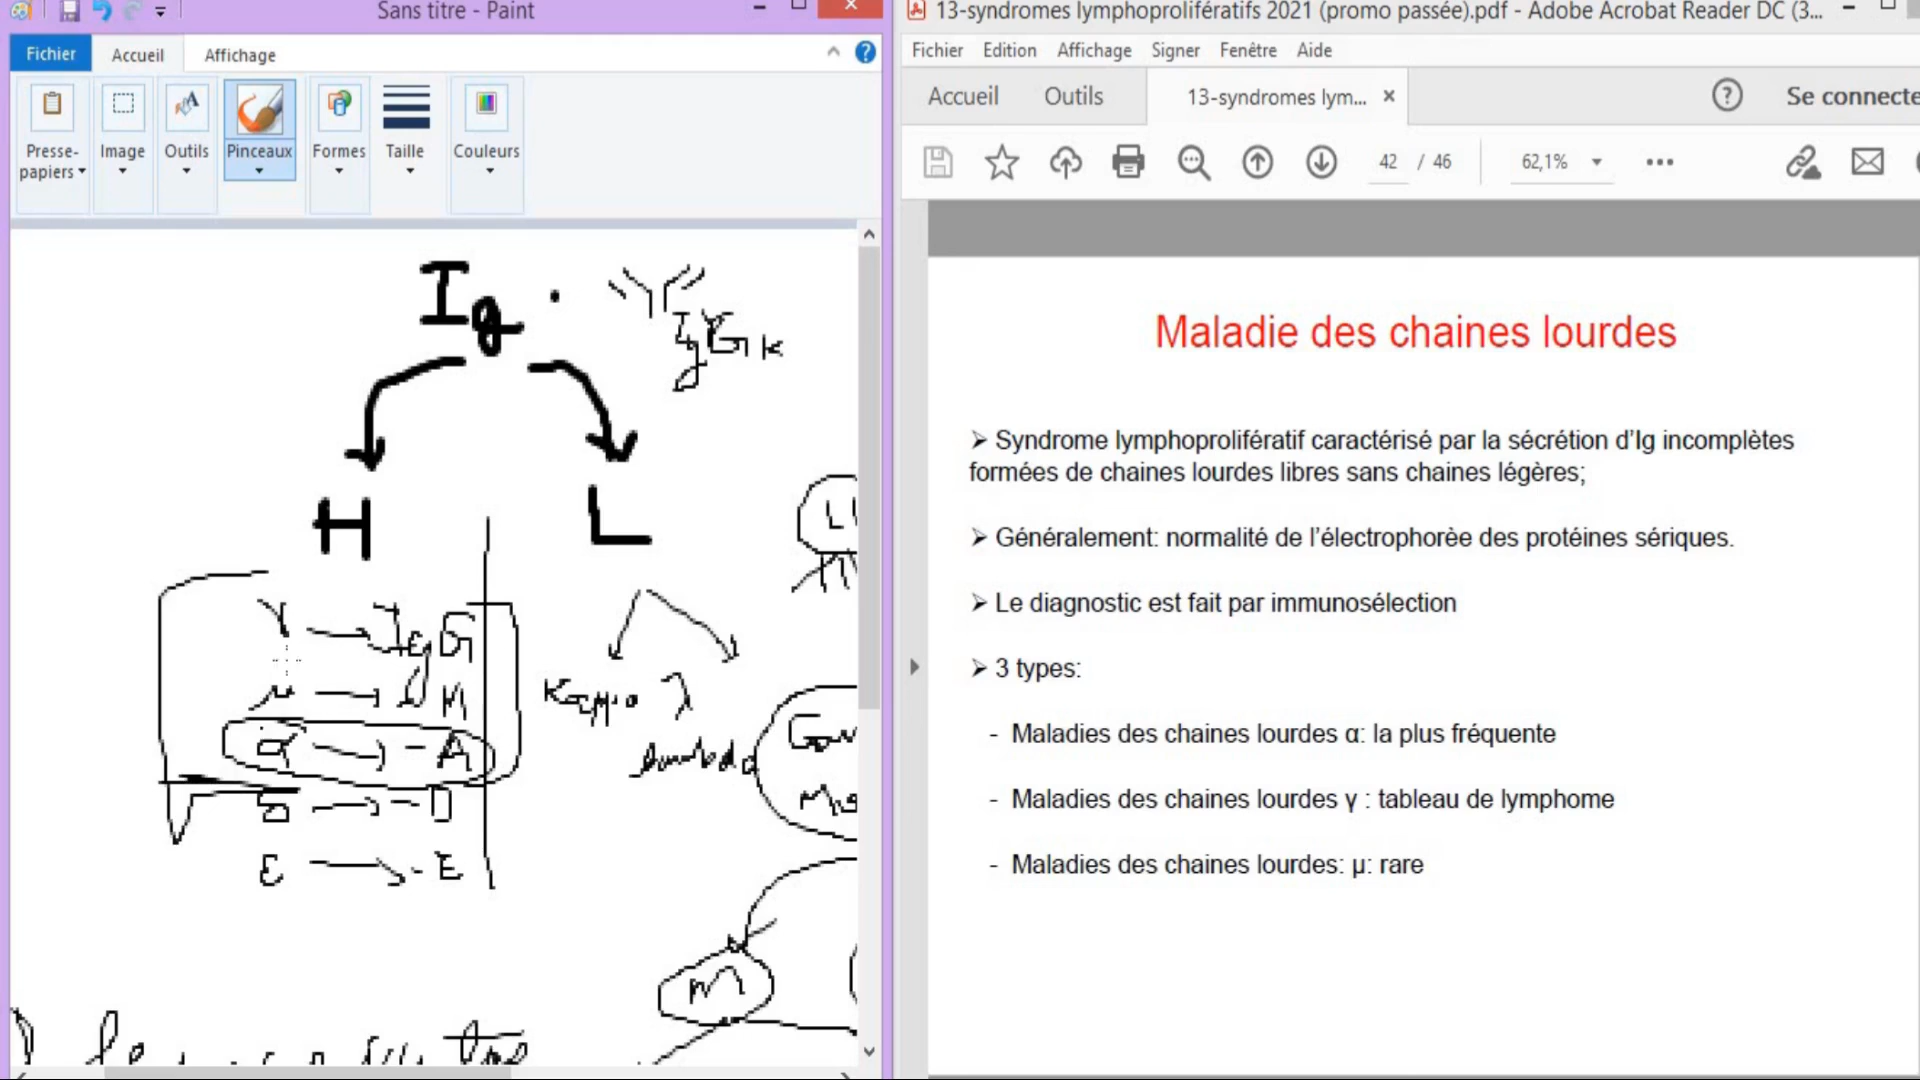 Sans titre - Paint
Fichier
Accueil
Affichage
Presse-
papiers
Image
Outils
Pinceaux
Formes
Taille
Couleurs
Ig
IgG K
H
L
γ → IgG
μ → Ig M
α → - A
δ → - D
ε → - E
Kappa λ
lambda
M
13-syndromes lymphoprolifératifs 2021 (promo passée).pdf - Adobe Acrobat Reader DC (3...
Fichier Edition Affichage Signer Fenêtre Aide
Accueil Outils 13-syndromes lym... ×
Se connecte
42 / 46 62,1%
Maladie des chaines lourdes
➢ Syndrome lymphoprolifératif caractérisé par la sécrétion d’Ig incomplètes
formées de chaines lourdes libres sans chaines légères;
➢ Généralement: normalité de l’électrophorèe des protéines sériques.
➢ Le diagnostic est fait par immunosélection
➢ 3 types:
- Maladies des chaines lourdes α: la plus fréquente
- Maladies des chaines lourdes γ : tableau de lymphome
- Maladies des chaines lourdes: μ: rare